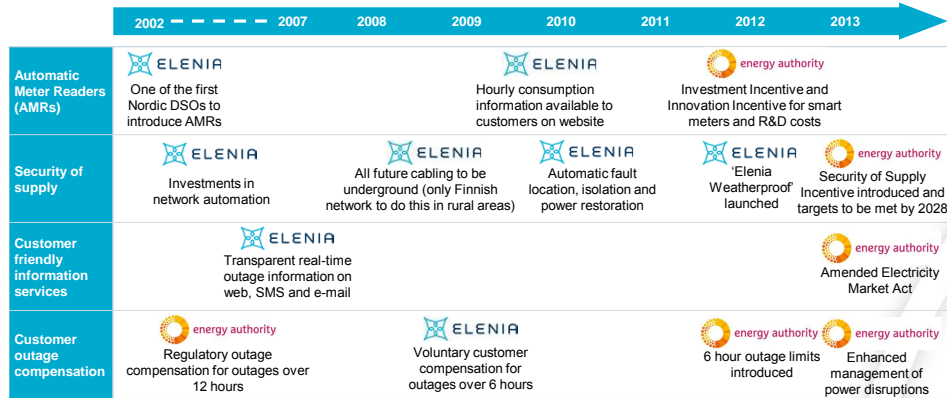 2002
2007
2008
2009
2010
2011
2012
2013
Automatic
Meter Readers
(AMRs)
ELENIA
One of the first
Nordic DSOs to
introduce AMRs
ELENIA
Hourly consumption
information available to
customers on website
energy authority
Investment Incentive and
Innovation Incentive for smart
meters and R&D costs
Security of
supply
ELENIA
Investments in
network automation
ELENIA
All future cabling to be
underground (only Finnish
network to do this in rural areas)
ELENIA
Automatic fault
location, isolation and
power restoration
ELENIA
'Elenia
Weatherproof'
launched
energy authority
Security of Supply
Incentive introduced and
targets to be met by 2028
Customer
friendly
information
services
ELENIA
Transparent real-time
outage information on
web, SMS and e-mail
energy authority
Amended Electricity
Market Act
Customer
outage
compensation
energy authority
Regulatory outage
compensation for outages over
12 hours
ELENIA
Voluntary customer
compensation for
outages over 6 hours
energy authority
6 hour outage limits
introduced
energy authority
Enhanced
management of
power disruptions